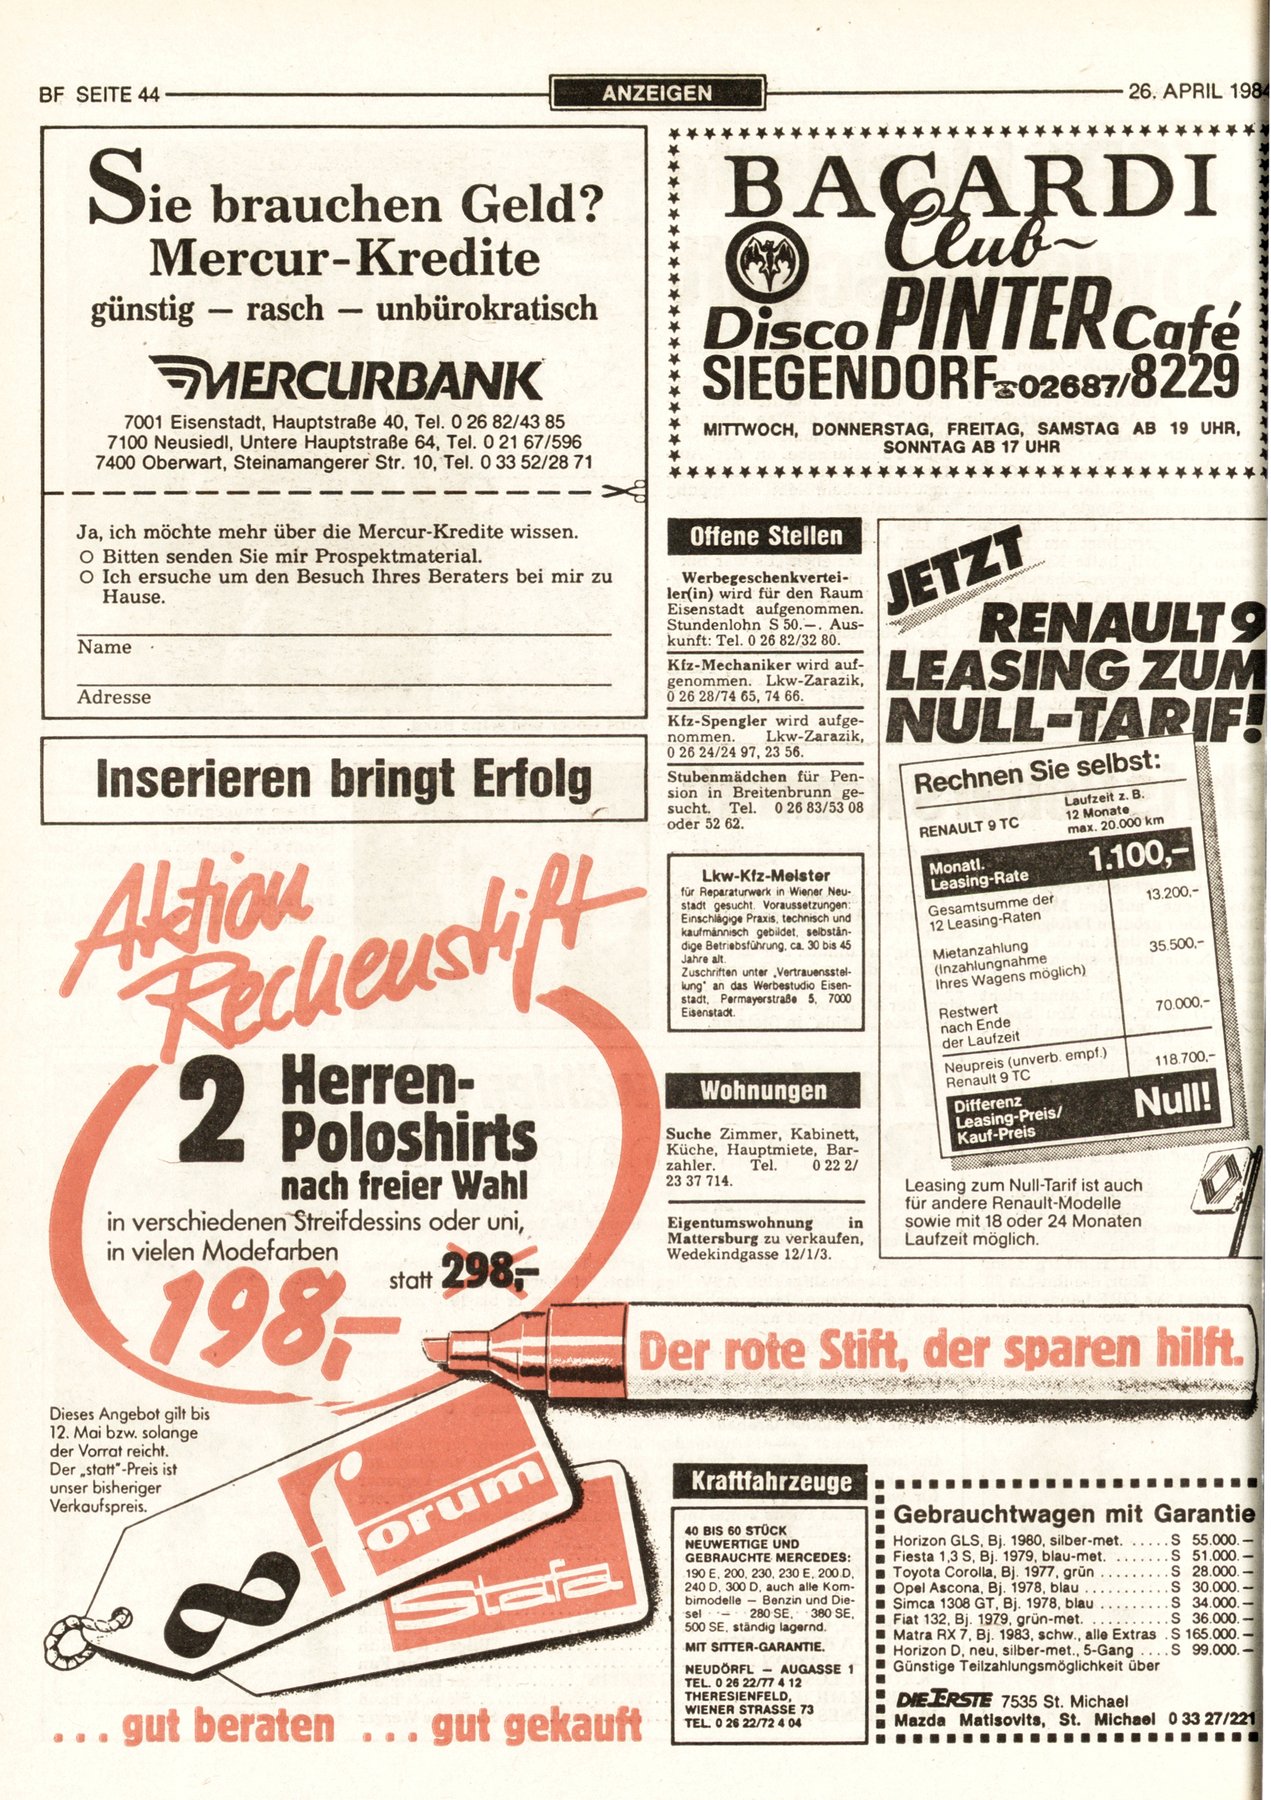 BF SEITE 44
ANZEIGEN
26. APRIL 1984
Sie brauchen Geld?
Mercur-Kredite
günstig — rasch — unbürokratisch
MERCURBANK
7001 Eisenstadt, Hauptstraße 40, Tel. 0 26 82/43 85
7100 Neusiedl, Untere Hauptstraße 64, Tel. 0 21 67/596
7400 Oberwart, Steinamangerer Str. 10, Tel. 0 33 52/28 71
Ja, ich möchte mehr über die Mercur-Kredite wissen.
O Bitten senden Sie mir Prospektmaterial.
O Ich ersuche um den Besuch Ihres Beraters bei mir zu
Hause.
Name
Adresse
Inserieren bringt Erfolg
BACARDI
Club~
Disco PINTER Café
SIEGENDORF ☎02687/8229
MITTWOCH, DONNERSTAG, FREITAG, SAMSTAG AB 19 UHR,
SONNTAG AB 17 UHR
Offene Stellen
Werbegeschenkvertei-
ler(in) wird für den Raum
Eisenstadt aufgenommen.
Stundenlohn S 50.—. Aus-
kunft: Tel. 0 26 82/32 80.
Kfz-Mechaniker wird auf-
genommen. Lkw-Zarazik,
0 26 28/74 65, 74 66.
Kfz-Spengler wird aufge-
nommen. Lkw-Zarazik,
0 26 24/24 97, 23 56.
Stubenmädchen für Pen-
sion in Breitenbrunn ge-
sucht. Tel. 0 26 83/53 08
oder 52 62.
Lkw-Kfz-Meister
für Reparaturwerk in Wiener Neu-
stadt gesucht. Voraussetzungen:
Einschlägige Praxis, technisch und
kaufmännisch gebildet, selbstän-
dige Betriebsführung, ca. 30 bis 45
Jahre alt.
Zuschriften unter „Vertrauensstel-
lung" an das Werbestudio Eisen-
stadt, Permayerstraße 5, 7000
Eisenstadt.
Wohnungen
Suche Zimmer, Kabinett,
Küche, Hauptmiete, Bar-
zahler. Tel. 0 22 2/
23 37 714.
Eigentumswohnung in
Mattersburg zu verkaufen,
Wedekindgasse 12/1/3.
JETZT
RENAULT 9
LEASING ZUM
NULL-TARIF!
Rechnen Sie selbst:
RENAULT 9 TC
Laufzeit z. B.
12 Monate
max. 20.000 km
Monatl.
Leasing-Rate 1.100,–
Gesamtsumme der
12 Leasing-Raten 13.200,–
Mietanzahlung
(Inzahlungnahme
Ihres Wagens möglich) 35.500,–
Restwert
nach Ende
der Laufzeit 70.000,–
Neupreis (unverb. empf.)
Renault 9 TC 118.700,–
Differenz
Leasing-Preis/
Kauf-Preis Null!
Leasing zum Null-Tarif ist auch
für andere Renault-Modelle
sowie mit 18 oder 24 Monaten
Laufzeit möglich.
Aktion
Rechenstift
2 Herren-
Poloshirts
nach freier Wahl
in verschiedenen Streifdessins oder uni,
in vielen Modefarben
198,– statt 298,–
Der rote Stift, der sparen hilft.
Dieses Angebot gilt bis
12. Mai bzw. solange
der Vorrat reicht.
Der „statt"-Preis ist
unser bisheriger
Verkaufspreis.
forum
Stafa
. . . gut beraten . . . gut gekauft
Kraftfahrzeuge
40 BIS 60 STÜCK
NEUWERTIGE UND
GEBRAUCHTE MERCEDES:
190 E, 200, 230, 230 E, 200 D,
240 D, 300 D, auch alle Kom-
bimodelle — Benzin und Die-
sel — 280 SE, 380 SE,
500 SE, ständig lagernd.
MIT SITTER-GARANTIE.
NEUDÖRFL — AUGASSE 1
TEL. 0 26 22/77 4 12
THERESIENFELD,
WIENER STRASSE 73
TEL. 0 26 22/72 4 04
Gebrauchtwagen mit Garantie
Horizon GLS, Bj. 1980, silber-met. ..... S 55.000.–
Fiesta 1,3 S, Bj. 1979, blau-met. ....... S 51.000.–
Toyota Corolla, Bj. 1977, grün ......... S 28.000.–
Opel Ascona, Bj. 1978, blau ........... S 30.000.–
Simca 1308 GT, Bj. 1978, blau ......... S 34.000.–
Fiat 132, Bj. 1979, grün-met. .......... S 36.000.–
Matra RX 7, Bj. 1983, schw., alle Extras . S 165.000.–
Horizon D, neu, silber-met., 5-Gang .... S 99.000.–
Günstige Teilzahlungsmöglichkeit über
DIE ERSTE 7535 St. Michael
Mazda Matisovits, St. Michael 0 33 27/221